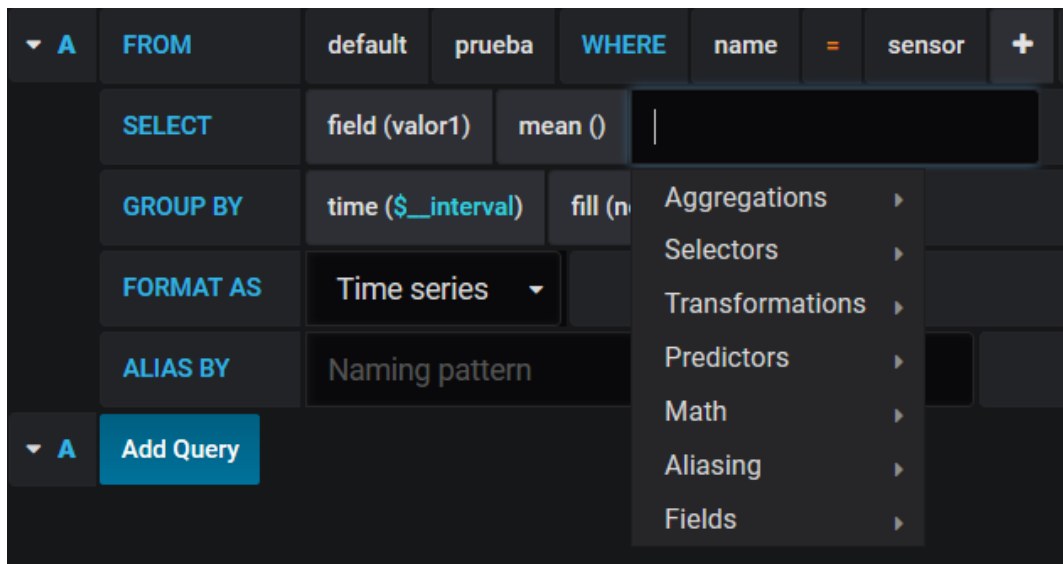 A FROM default prueba WHERE name = sensor +
SELECT field (valor1) mean ()
Aggregations
GROUP BY time ($__interval) fill (n
Selectors
FORMAT AS Time series
Transformations
Predictors
ALIAS BY Naming pattern
Math
A Add Query
Aliasing
Fields